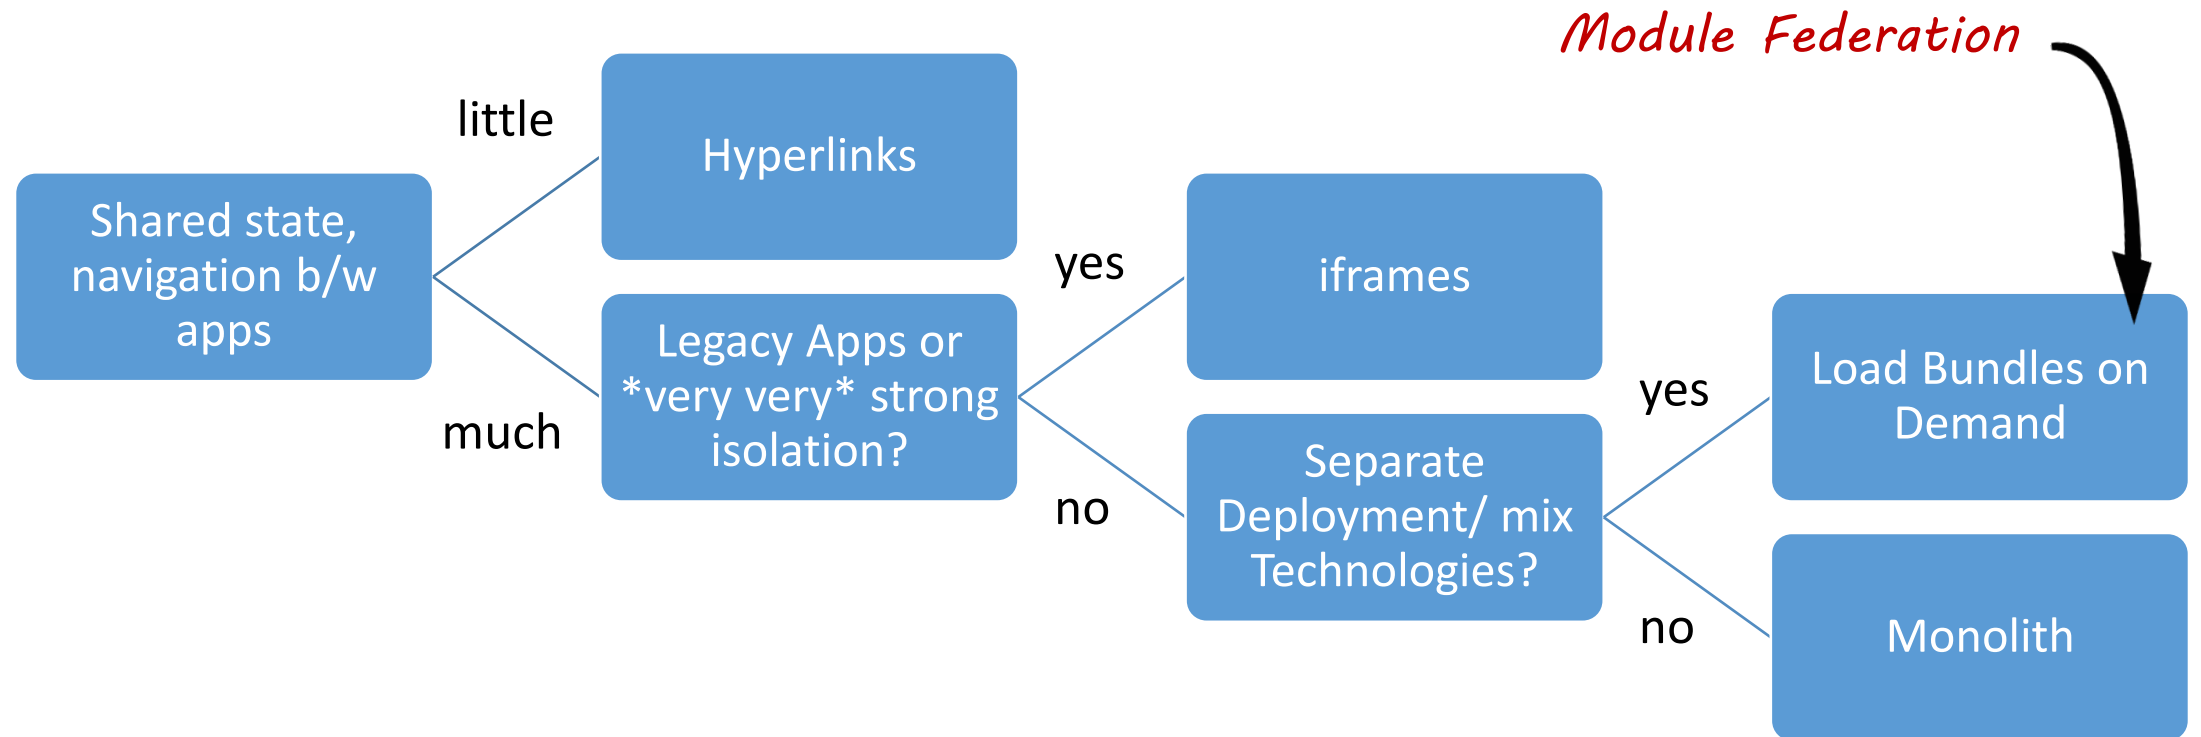 Module Federation
little
Hyperlinks
Shared state,
navigation b/w
apps
yes
iframes
Legacy Apps or
*very very* strong
isolation?
much
yes
Load Bundles on
Demand
no
Separate
Deployment/ mix
Technologies?
no
Monolith